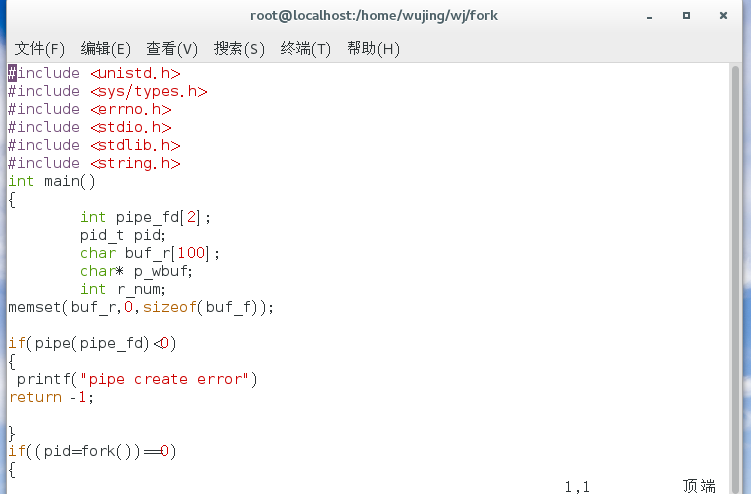 root@localhost:/home/wujing/wj/fork
文件(F) 编辑(E) 查看(V) 搜索(S) 终端(T) 帮助(H)
#include <unistd.h>
#include <sys/types.h>
#include <errno.h>
#include <stdio.h>
#include <stdlib.h>
#include <string.h>
int main()
{
        int pipe_fd[2];
        pid_t pid;
        char buf_r[100];
        char* p_wbuf;
        int r_num;
memset(buf_r,0,sizeof(buf_f));

if(pipe(pipe_fd)<0)
{
 printf("pipe create error")
return -1;

}
if((pid=fork())==0)
{
1,1 顶端